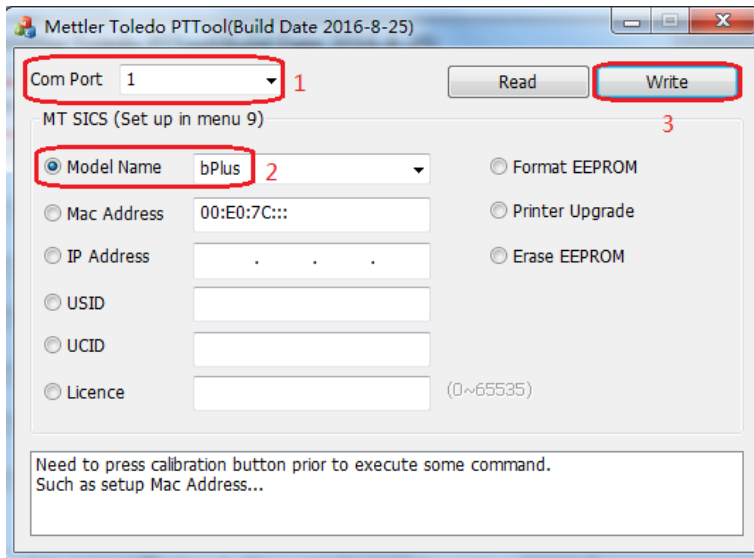 Mettler Toledo PTTool(Build Date 2016-8-25)
Com Port 1 1 Read Write
MT SICS (Set up in menu 9) 3
Model Name bPlus 2 Format EEPROM
Mac Address 00:E0:7C::: Printer Upgrade
IP Address . . . Erase EEPROM
USID
UCID
Licence (0~65535)
Need to press calibration button prior to execute some command.
Such as setup Mac Address...